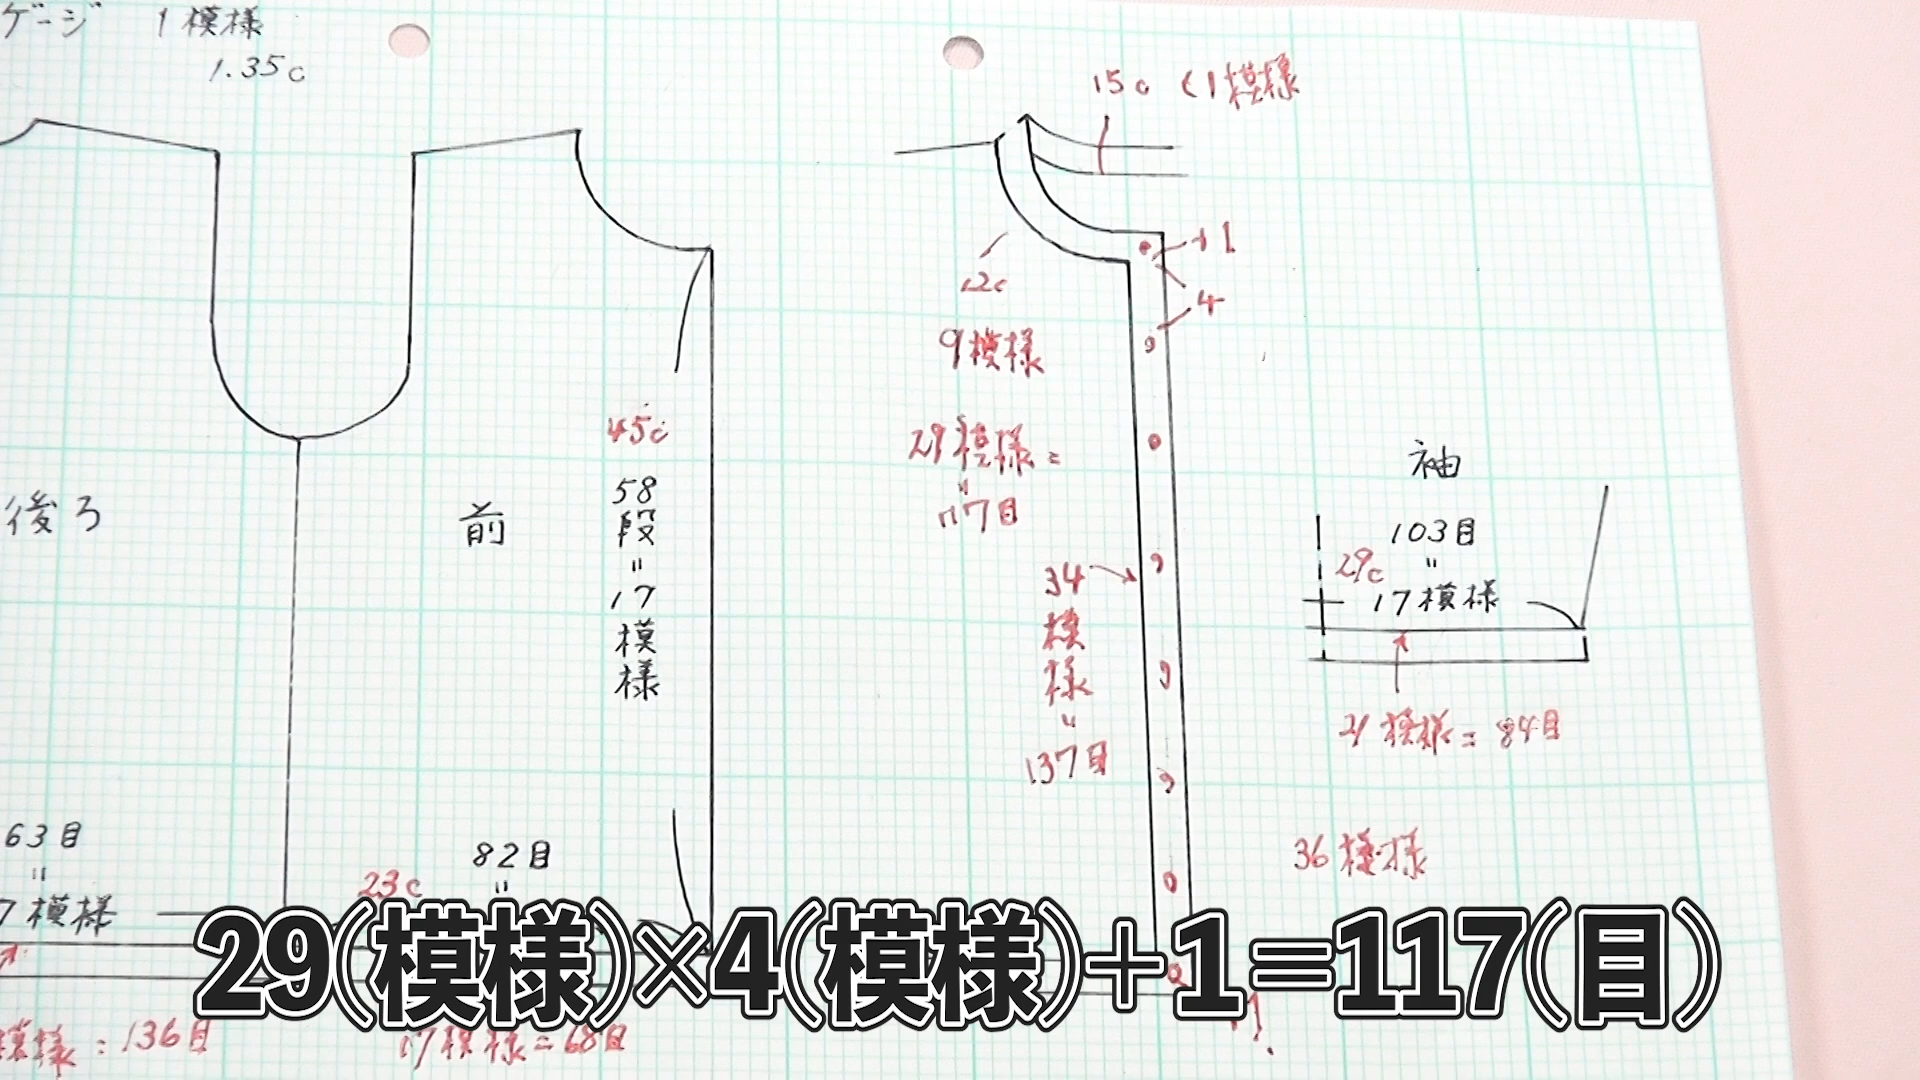 ゲージ 1模様
1.35c
15c く1模様
+1
12c
4
9模様
45c
29模様=
"
117目
袖
58
段
"
17
模
様
後ろ
前
103目
29c
"
17模様
34
模
様
"
137目
21模様=84目
63目
"
7模様
82目
"
23c
36模様
29(模様)×4(模様)+1=117(目)
模様=136目
17模様=68目